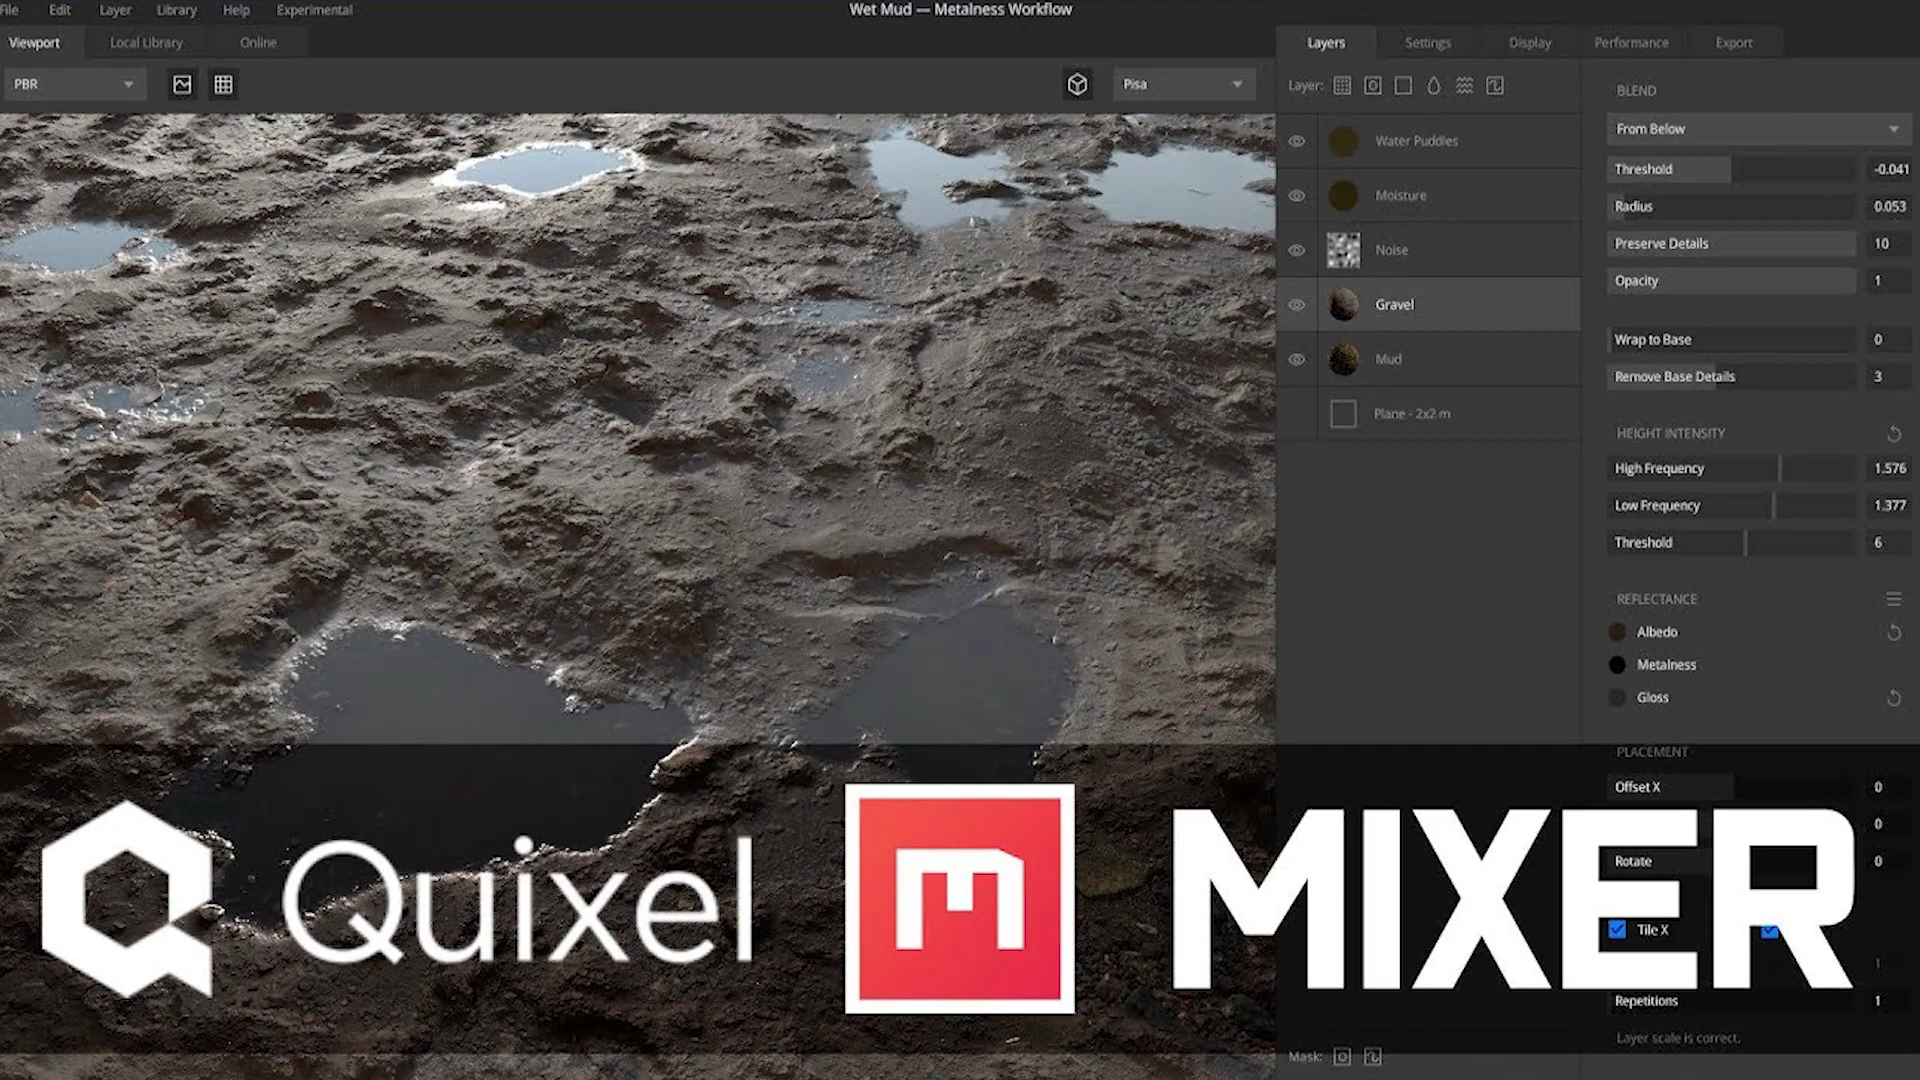 File Edit Layer Library Help Experimental
Wet Mud — Metalness Workflow
Viewport Local Library Online
Layers Settings Display Performance Export
PBR
Pisa
Layer:
Water Puddles
Moisture
Noise
Gravel
Mud
Plane - 2x2 m
BLEND
From Below
Threshold -0.041
Radius 0.053
Preserve Details 10
Opacity 1
Wrap to Base 0
Remove Base Details 3
HEIGHT INTENSITY
High Frequency 1.576
Low Frequency 1.377
Threshold 6
REFLECTANCE
Albedo
Metalness
Gloss
PLACEMENT
Offset X 0
0
Rotate 0
Tile X
1
Repetitions 1
Layer scale is correct.
Mask:
Quixel
m
MIXER